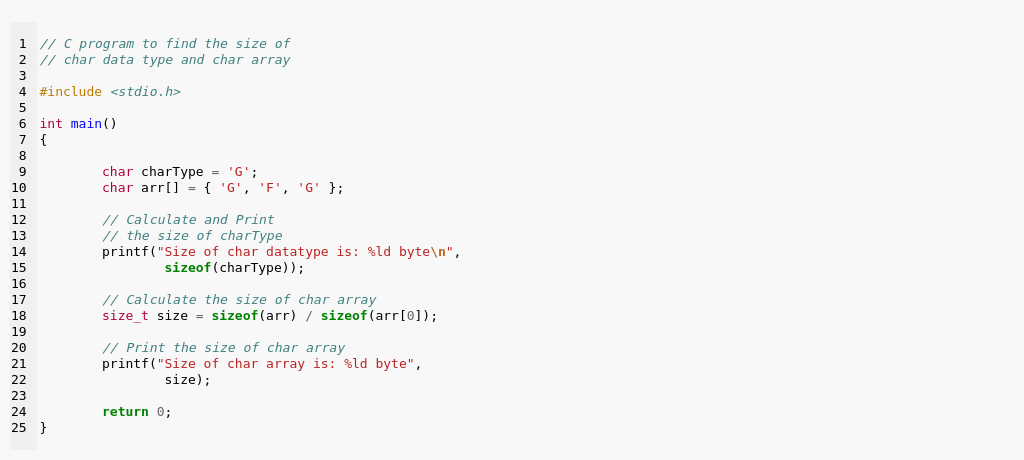 1 // C program to find the size of
2 // char data type and char array
3
4 #include <stdio.h>
5
6 int main()
7 {
8
9         char charType = 'G';
10         char arr[] = { 'G', 'F', 'G' };
11
12         // Calculate and Print
13         // the size of charType
14         printf("Size of char datatype is: %ld byte\n",
15                 sizeof(charType));
16
17         // Calculate the size of char array
18         size_t size = sizeof(arr) / sizeof(arr[0]);
19
20         // Print the size of char array
21         printf("Size of char array is: %ld byte",
22                 size);
23
24         return 0;
25 }